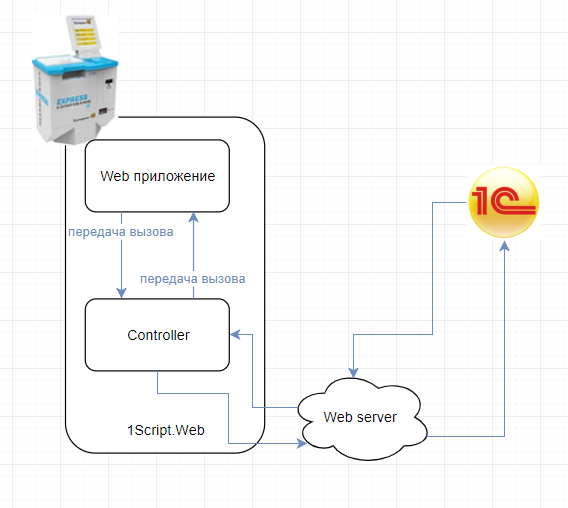 EXPRESS
Web приложение
передача вызова
передача вызова
Controller
1Script.Web
Web server
1С